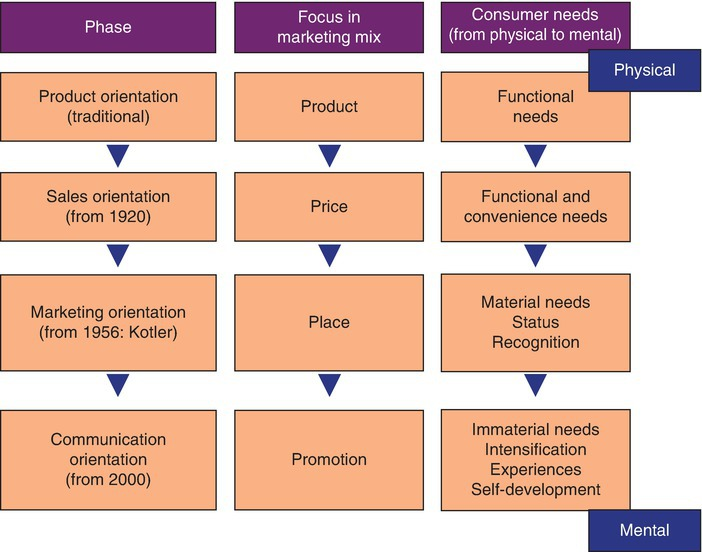 Phase
Focus in
marketing mix
Consumer needs
(from physical to mental)
Physical
Product orientation
(traditional)
Product
Functional
needs
Sales orientation
(from 1920)
Price
Functional and
convenience needs
Marketing orientation
(from 1956: Kotler)
Place
Material needs
Status
Recognition
Communication
orientation
(from 2000)
Promotion
Immaterial needs
Intensification
Experiences
Self-development
Mental